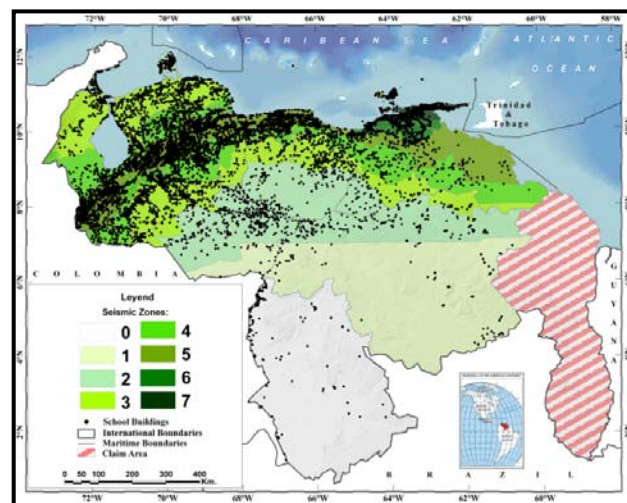 72°W 70°W 68°W 66°W 64°W 62°W 60°W 58°W
CARIBBEAN SEA ATLANTIC
OCEAN
12°N
10°N
8°N
6°N
4°N
2°N
Trinidad
&
Tobago
COLOMBIA
GUYANA
BRAZIL
Leyend
Seismic Zones:
0 4
1 5
2 6
3 7
School Buildings
International Boundaries
Maritime Boundaries
Claim Area
0 50 100 200 300 400
Km.
72°W 70°W 68°W 66°W 64°W 62°W 60°W